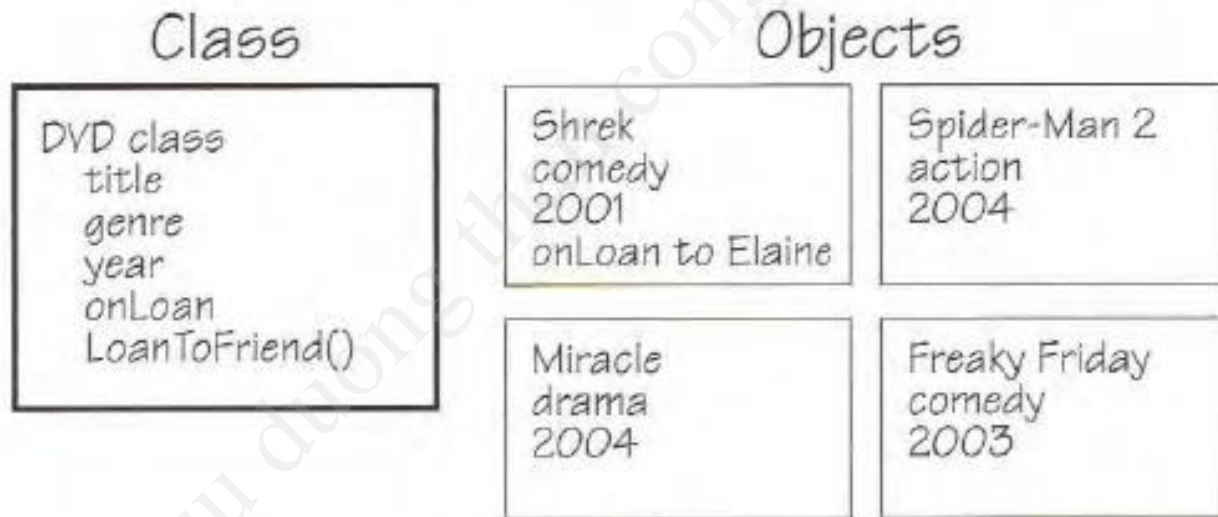 Class
Objects
DVD class
title
genre
year
onLoan
LoanToFriend()
Shrek
comedy
2001
onLoan to Elaine
Spider-Man 2
action
2004
Miracle
drama
2004
Freaky Friday
comedy
2003